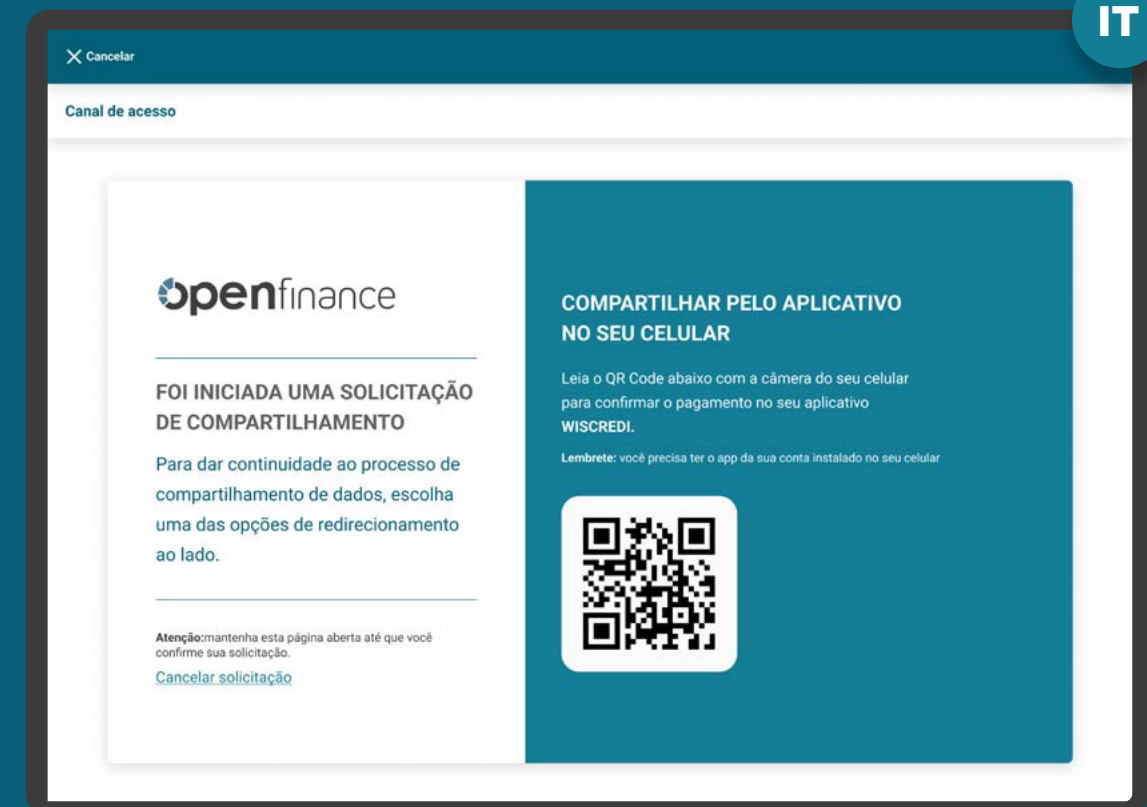 IT
Cancelar
Canal de acesso
openfinance
FOI INICIADA UMA SOLICITAÇÃO
DE COMPARTILHAMENTO
Para dar continuidade ao processo de
compartilhamento de dados, escolha
uma das opções de redirecionamento
ao lado.
Atenção:mantenha esta página aberta até que você
confirme sua solicitação.
Cancelar solicitação
COMPARTILHAR PELO APLICATIVO
NO SEU CELULAR
Leia o QR Code abaixo com a câmera do seu celular
para confirmar o pagamento no seu aplicativo
WISCREDI.
Lembrete: você precisa ter o app da sua conta instalado no seu celular